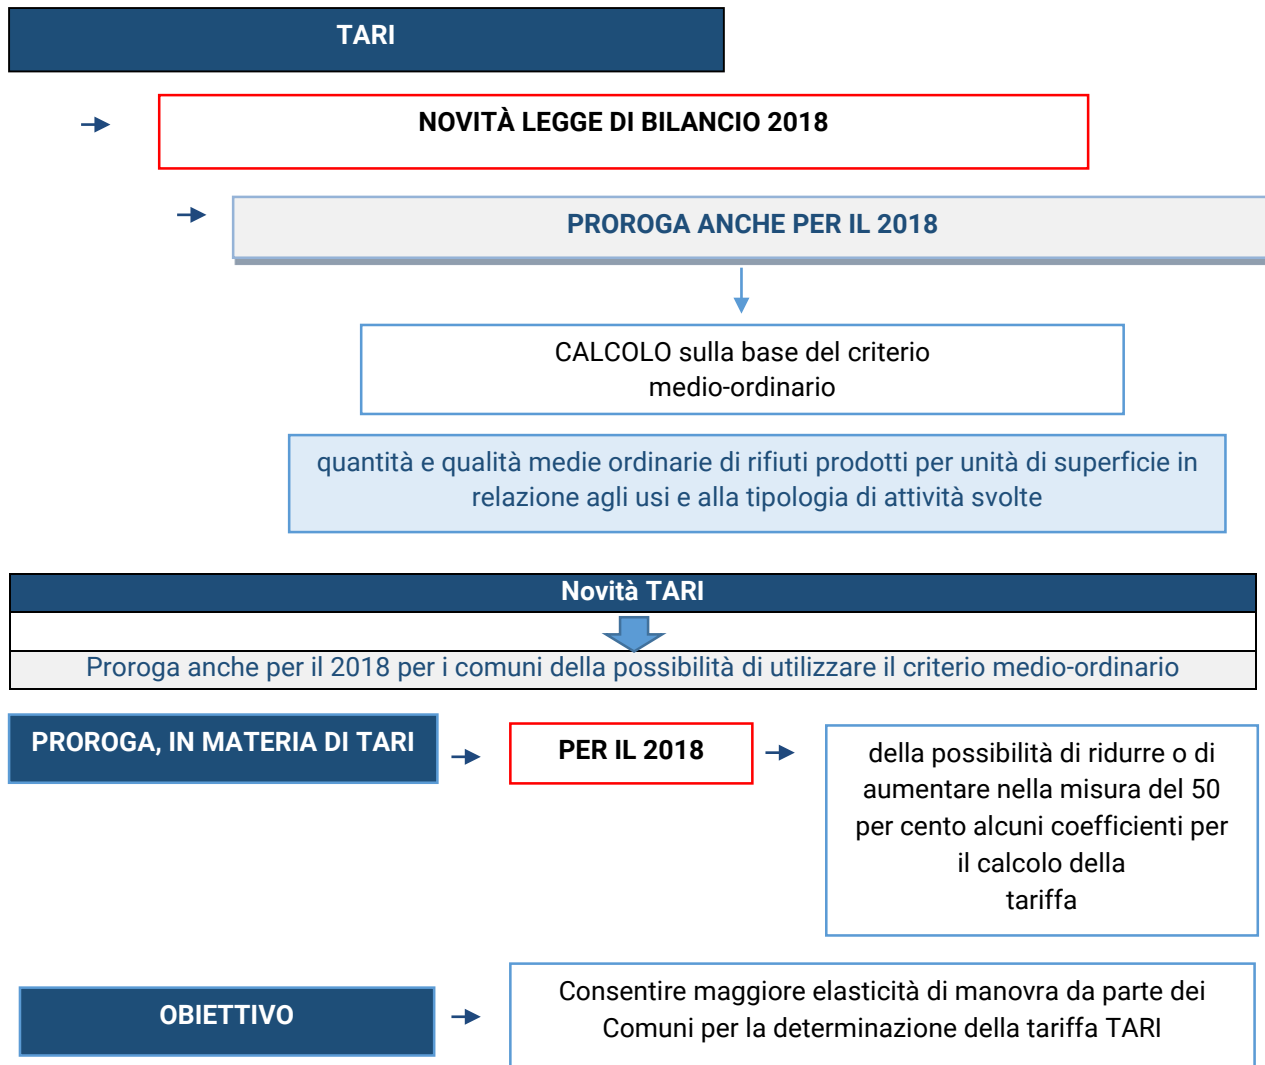 TARI
NOVITÀ LEGGE DI BILANCIO 2018
PROROGA ANCHE PER IL 2018
CALCOLO sulla base del criterio
medio-ordinario
quantità e qualità medie ordinarie di rifiuti prodotti per unità di superficie in
relazione agli usi e alla tipologia di attività svolte
Novità TARI
Proroga anche per il 2018 per i comuni della possibilità di utilizzare il criterio medio-ordinario
PROROGA, IN MATERIA DI TARI
PER IL 2018
della possibilità di ridurre o di
aumentare nella misura del 50
per cento alcuni coefficienti per
il calcolo della
tariffa
OBIETTIVO
Consentire maggiore elasticità di manovra da parte dei
Comuni per la determinazione della tariffa TARI